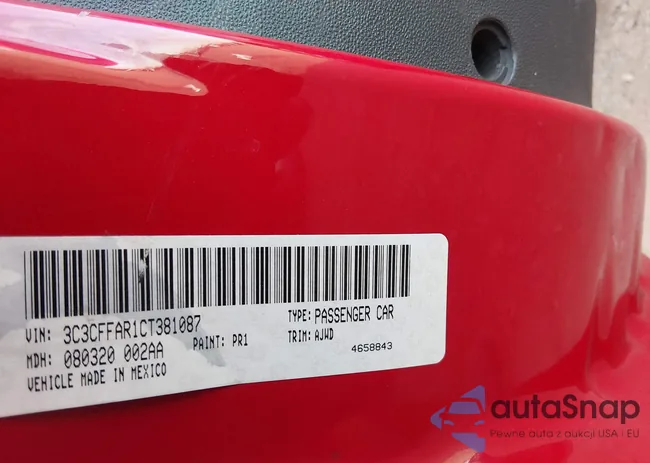 VIN: 3C3CFFAR1CT381087 TYPE: PASSENGER CAR
MDH: 080320 002AA PAINT: PR1 TRIM: AJWD
VEHICLE MADE IN MEXICO 4658843
autaSnap
Pewne auta z aukcji USA i EU